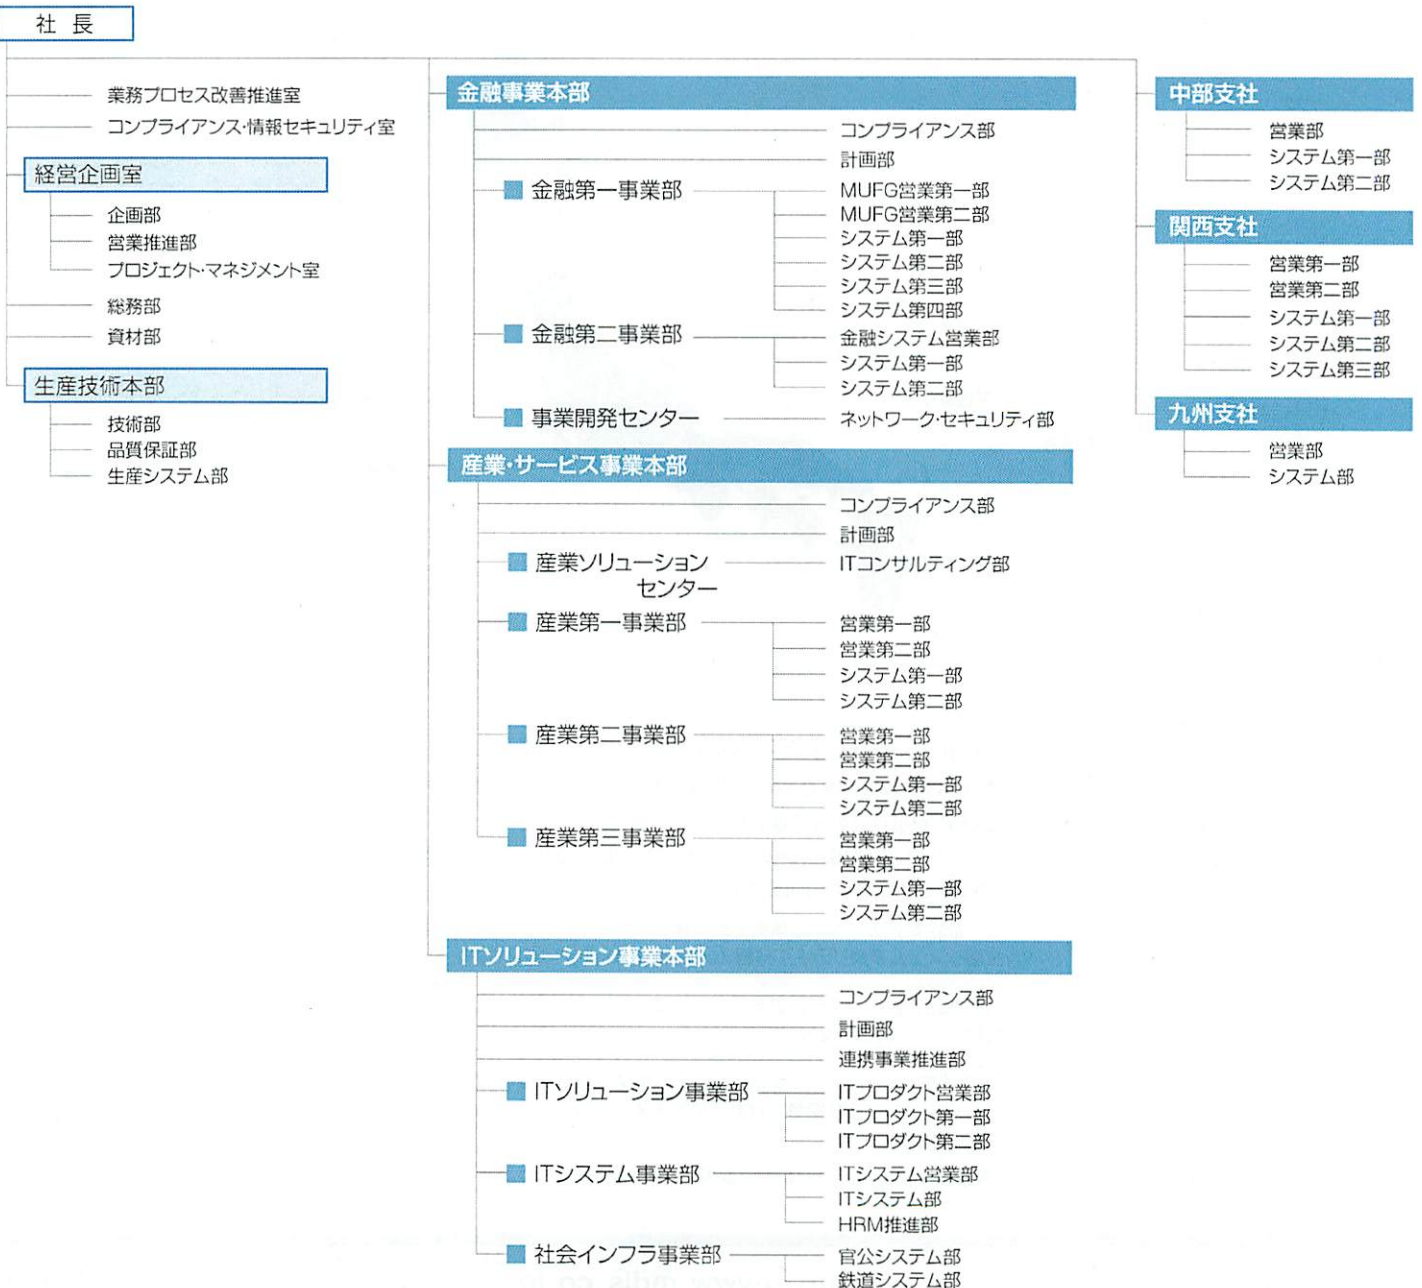 社 長
業務プロセス改善推進室
コンプライアンス・情報セキュリティ室
経営企画室
企画部
営業推進部
プロジェクト・マネジメント室
総務部
資材部
生産技術本部
技術部
品質保証部
生産システム部
金融事業本部
コンプライアンス部
計画部
金融第一事業部
MUFG営業第一部
MUFG営業第二部
システム第一部
システム第二部
システム第三部
システム第四部
金融第二事業部
金融システム営業部
システム第一部
システム第二部
事業開発センター
ネットワーク・セキュリティ部
産業・サービス事業本部
コンプライアンス部
計画部
産業ソリューション
センター
ITコンサルティング部
産業第一事業部
営業第一部
営業第二部
システム第一部
システム第二部
産業第二事業部
営業第一部
営業第二部
システム第一部
システム第二部
産業第三事業部
営業第一部
営業第二部
システム第一部
システム第二部
ITソリューション事業本部
コンプライアンス部
計画部
連携事業推進部
ITソリューション事業部
ITプロダクト営業部
ITプロダクト第一部
ITプロダクト第二部
ITシステム事業部
ITシステム営業部
ITシステム部
HRM推進部
社会インフラ事業部
官公システム部
鉄道システム部
中部支社
営業部
システム第一部
システム第二部
関西支社
営業第一部
営業第二部
システム第一部
システム第二部
システム第三部
九州支社
営業部
システム部